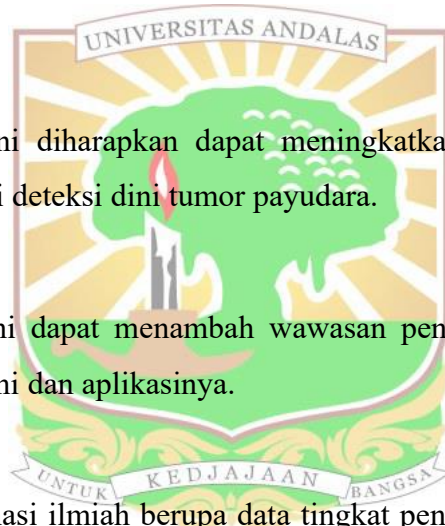 UNIVERSITAS ANDALAS
ni diharapkan dapat meningkatka
i deteksi dini tumor payudara.
ni dapat menambah wawasan pen
ni dan aplikasinya.
UNTUK KEDJAJAAN BANGSA
nasi ilmiah berupa data tingkat pen